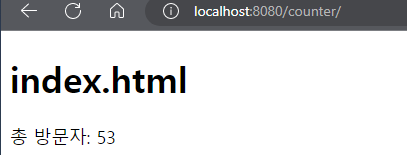 localhost:8080/counter/
index.html
총 방문자: 53